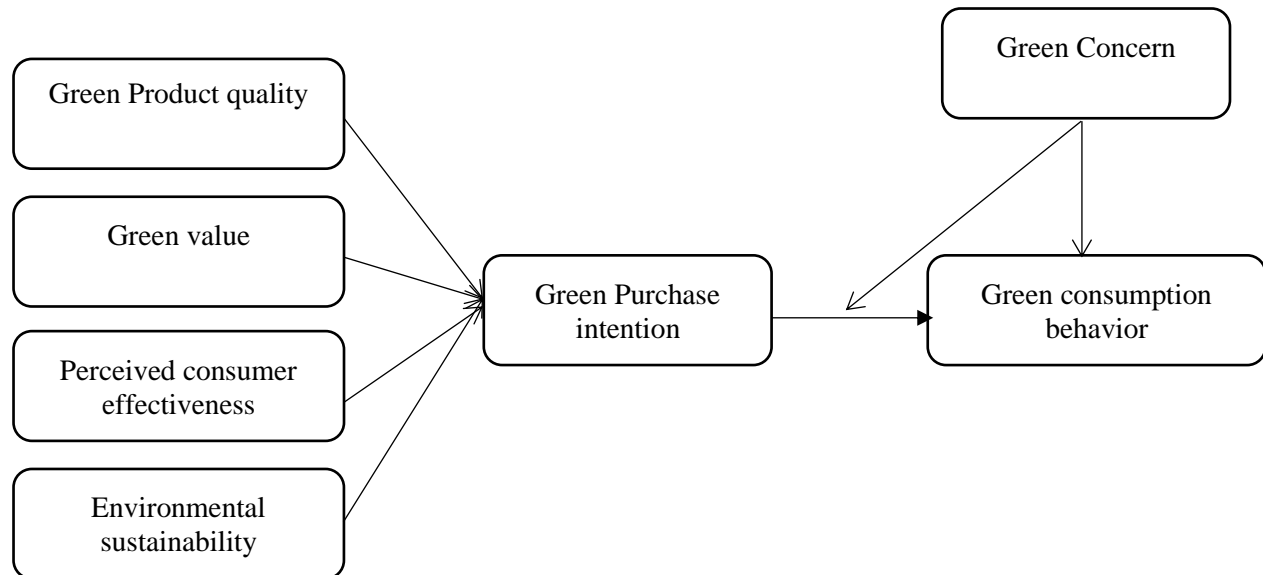 Green Product quality
Green value
Perceived consumer
effectiveness
Environmental
sustainability
Green Purchase
intention
Green Concern
Green consumption
behavior